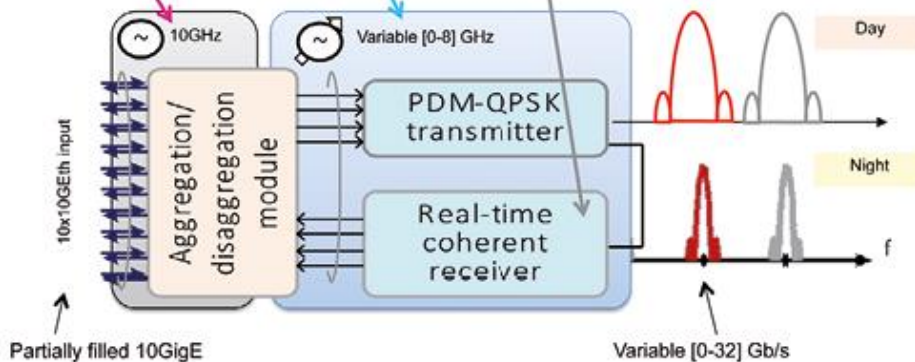 10GHz
Variable [0-8] GHz
Day
10x10GEth input
Aggregation/
disaggregation
module
PDM-QPSK
transmitter
Night
Real-time
coherent
receiver
f
Partially filled 10GigE
Variable [0-32] Gb/s